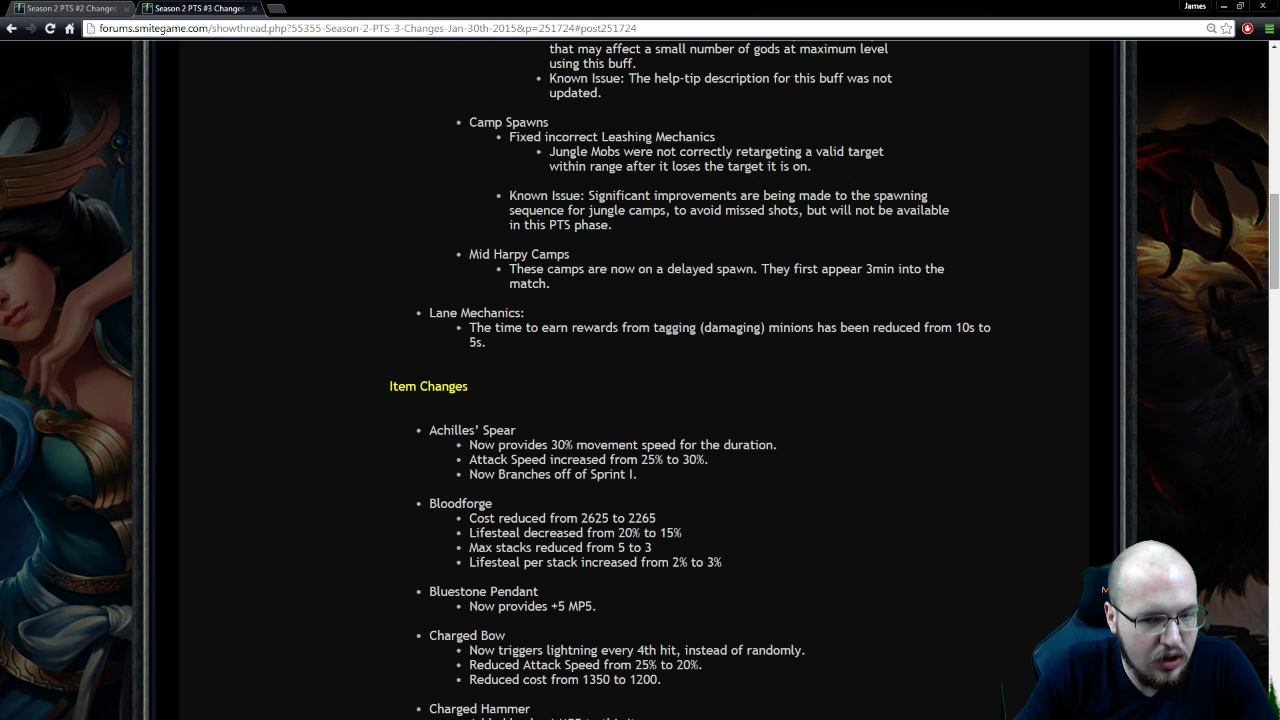 Season 2 PTS #2 Changes
Season 2 PTS #3 Changes
James
forums.smitegame.com/showthread.php?55355-Season-2-PTS-3-Changes-Jan-30th-2015&p=251724#post251724
that may affect a small number of gods at maximum level
using this buff.
• Known Issue: The help-tip description for this buff was not
updated.
• Camp Spawns
• Fixed incorrect Leashing Mechanics
• Jungle Mobs were not correctly retargeting a valid target
within range after it loses the target it is on.
• Known Issue: Significant improvements are being made to the spawning
sequence for jungle camps, to avoid missed shots, but will not be available
in this PTS phase.
• Mid Harpy Camps
• These camps are now on a delayed spawn. They first appear 3min into the
match.
• Lane Mechanics:
• The time to earn rewards from tagging (damaging) minions has been reduced from 10s to
5s.
Item Changes
• Achilles’ Spear
• Now provides 30% movement speed for the duration.
• Attack Speed increased from 25% to 30%.
• Now Branches off of Sprint I.
• Bloodforge
• Cost reduced from 2625 to 2265
• Lifesteal decreased from 20% to 15%
• Max stacks reduced from 5 to 3
• Lifesteal per stack increased from 2% to 3%
• Bluestone Pendant
• Now provides +5 MP5.
• Charged Bow
• Now triggers lightning every 4th hit, instead of randomly.
• Reduced Attack Speed from 25% to 20%.
• Reduced cost from 1350 to 1200.
• Charged Hammer